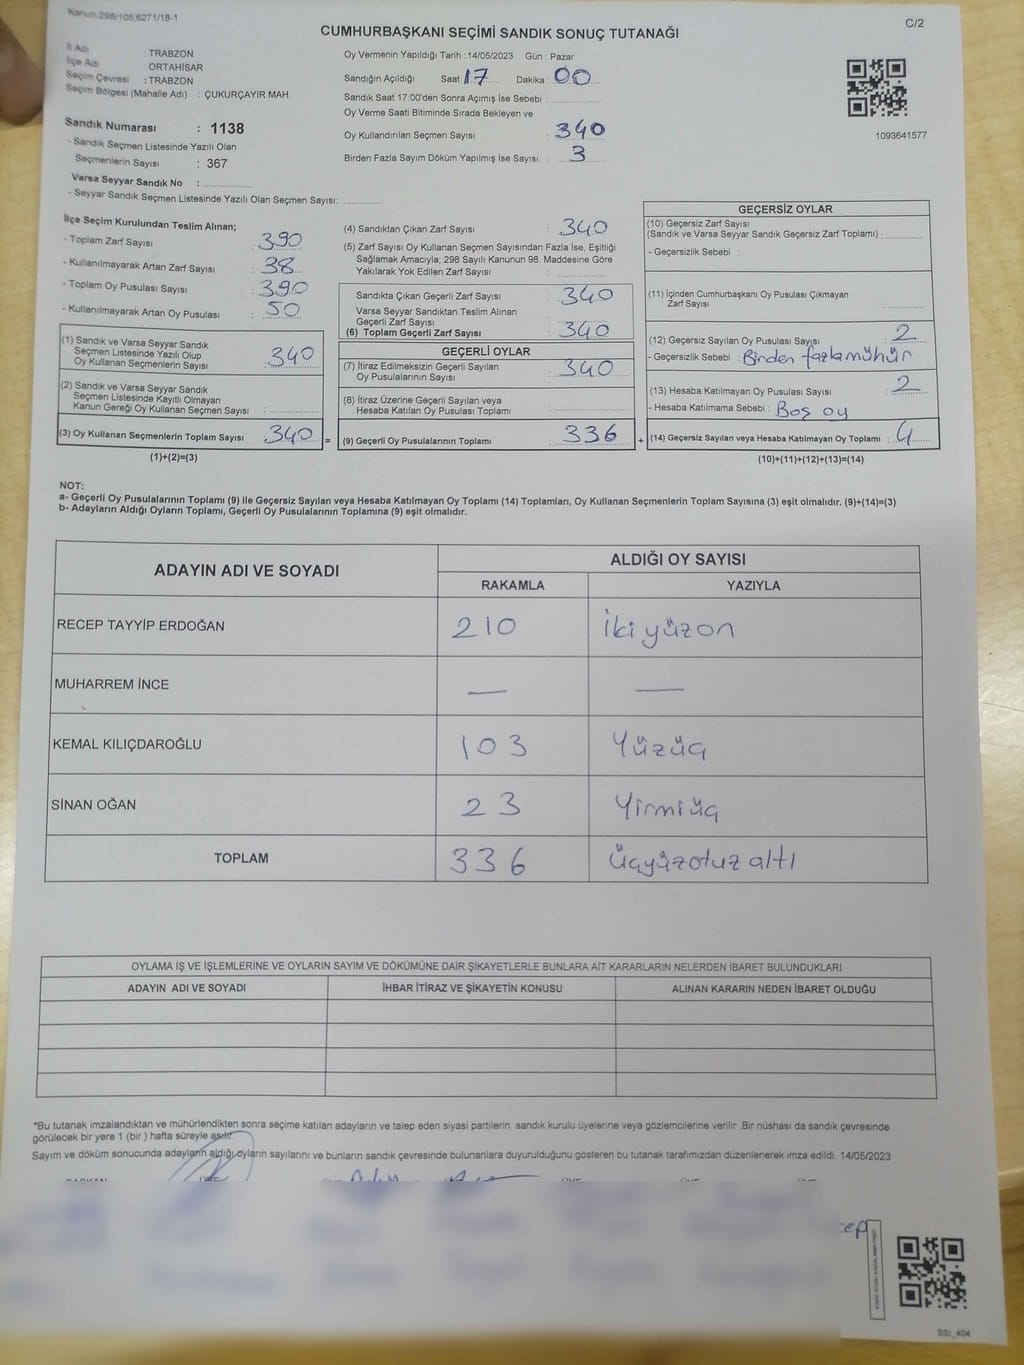 Kanun:298/105,6271/18-1
C/2
CUMHURBAŞKANI SEÇİMİ SANDIK SONUÇ TUTANAĞI
İl Adı : TRABZON
İlçe Adı : ORTAHİSAR
Seçim Çevresi : TRABZON
Seçim Bölgesi (Mahalle Adı) : ÇUKURÇAYIR MAH.
Sandık Numarası : 1138
- Sandık Seçmen Listesinde Yazılı Olan
Seçmenlerin Sayısı : 367
Varsa Seyyar Sandık No : ..............
- Seyyar Sandık Seçmen Listesinde Yazılı Olan Seçmen Sayısı: ............
Oy Vermenin Yapıldığı Tarih : 14/05/2023 Gün : Pazar
Sandığın Açıldığı Saat 17 Dakika : 00
Sandık Saat 17:00'den Sonra Açımış İse Sebebi : ..............
Oy Verme Saati Bitiminde Sırada Bekleyen ve
Oy Kullandırılan Seçmen Sayısı : 340
Birden Fazla Sayım Döküm Yapılmış İse Sayısı : 3
1093641577
İlçe Seçim Kurulundan Teslim Alınan;
- Toplam Zarf Sayısı : 390
- Kullanılmayarak Artan Zarf Sayısı : 38
- Toplam Oy Pusulası Sayısı : 390
- Kullanılmayarak Artan Oy Pusulası : 50
(1) Sandık ve Varsa Seyyar Sandık
Seçmen Listesinde Yazılı Olup
Oy Kullanan Seçmenlerin Sayısı : 340
(2) Sandık ve Varsa Seyyar Sandık
Seçmen Listesinde Kayıtlı Olmayan
Kanun Gereği Oy Kullanan Seçmen Sayısı : ..............
(3) Oy Kullanan Seçmenlerin Toplam Sayısı : 340 =
(1)+(2)=(3)
(4) Sandıktan Çıkan Zarf Sayısı : 340
(5) Zarf Sayısı Oy Kullanan Seçmen Sayısından Fazla İse, Eşitliği
Sağlamak Amacıyla; 298 Sayılı Kanunun 98. Maddesine Göre
Yakılarak Yok Edilen Zarf Sayısı : ..............
Sandıkta Çıkan Geçerli Zarf Sayısı : 340
Varsa Seyyar Sandıktan Teslim Alınan
Geçerli Zarf Sayısı :
(6) Toplam Geçerli Zarf Sayısı : 340
GEÇERLİ OYLAR
(7) İtiraz Edilmeksizin Geçerli Sayılan
Oy Pusulalarının Sayısı : 340
(8) İtiraz Üzerine Geçerli Sayılan veya
Hesaba Katılan Oy Pusulası Toplamı : ..............
(9) Geçerli Oy Pusulalarının Toplamı : 336 +
GEÇERSİZ OYLAR
(10) Geçersiz Zarf Sayısı
(Sandık ve Varsa Seyyar Sandık Geçersiz Zarf Toplamı) : ............
- Geçersizlik Sebebi :
(11) İçinden Cumhurbaşkanı Oy Pusulası Çıkmayan
Zarf Sayısı : ............
(12) Geçersiz Sayılan Oy Pusulası Sayısı : 2
- Geçersizlik Sebebi : Birden fazla mühür
(13) Hesaba Katılmayan Oy Pusulası Sayısı : 2
- Hesaba Katılmama Sebebi : Boş oy
(14) Geçersiz Sayılan veya Hesaba Katılmayan Oy Toplamı : 4
(10)+(11)+(12)+(13)=(14)
NOT:
a- Geçerli Oy Pusulalarının Toplamı (9) ile Geçersiz Sayılan veya Hesaba Katılmayan Oy Toplamı (14) Toplamları, Oy Kullanan Seçmenlerin Toplam Sayısına (3) eşit olmalıdır. (9)+(14)=(3)
b- Adayların Aldığı Oyların Toplamı, Geçerli Oy Pusulalarının Toplamına (9) eşit olmalıdır.
ADAYIN ADI VE SOYADI ALDIĞI OY SAYISI
RAKAMLA YAZIYLA
RECEP TAYYİP ERDOĞAN 210 İki yüzon
MUHARREM İNCE — —
KEMAL KILIÇDAROĞLU 103 Yüzüç
SİNAN OĞAN 23 Yirmiüç
TOPLAM 336 Üçyüzotuz altı
OYLAMA İŞ VE İŞLEMLERİNE VE OYLARIN SAYIM VE DÖKÜMÜNE DAİR ŞİKAYETLERLE BUNLARA AİT KARARLARIN NELERDEN İBARET BULUNDUKLARI
ADAYIN ADI VE SOYADI İHBAR İTİRAZ VE ŞİKAYETİN KONUSU ALINAN KARARIN NEDEN İBARET OLDUĞU
*Bu tutanak imzalandıktan ve mühürlendikten sonra seçime katılan adayların ve talep eden siyasi partilerin sandık kurulu üyelerine veya gözlemcilerine verilir .Bir nüshası da sandık çevresinde
görülecek bir yere 1 (bir ) hafta süreyle asılır.
Sayım ve döküm sonucunda adayların aldığı oyların sayılarını ve bunların sandık çevresinde bulunanlara duyurulduğunu gösteren bu tutanak tarafımızdan düzenlenerek imza edildi. 14/05/2023
SSI_404